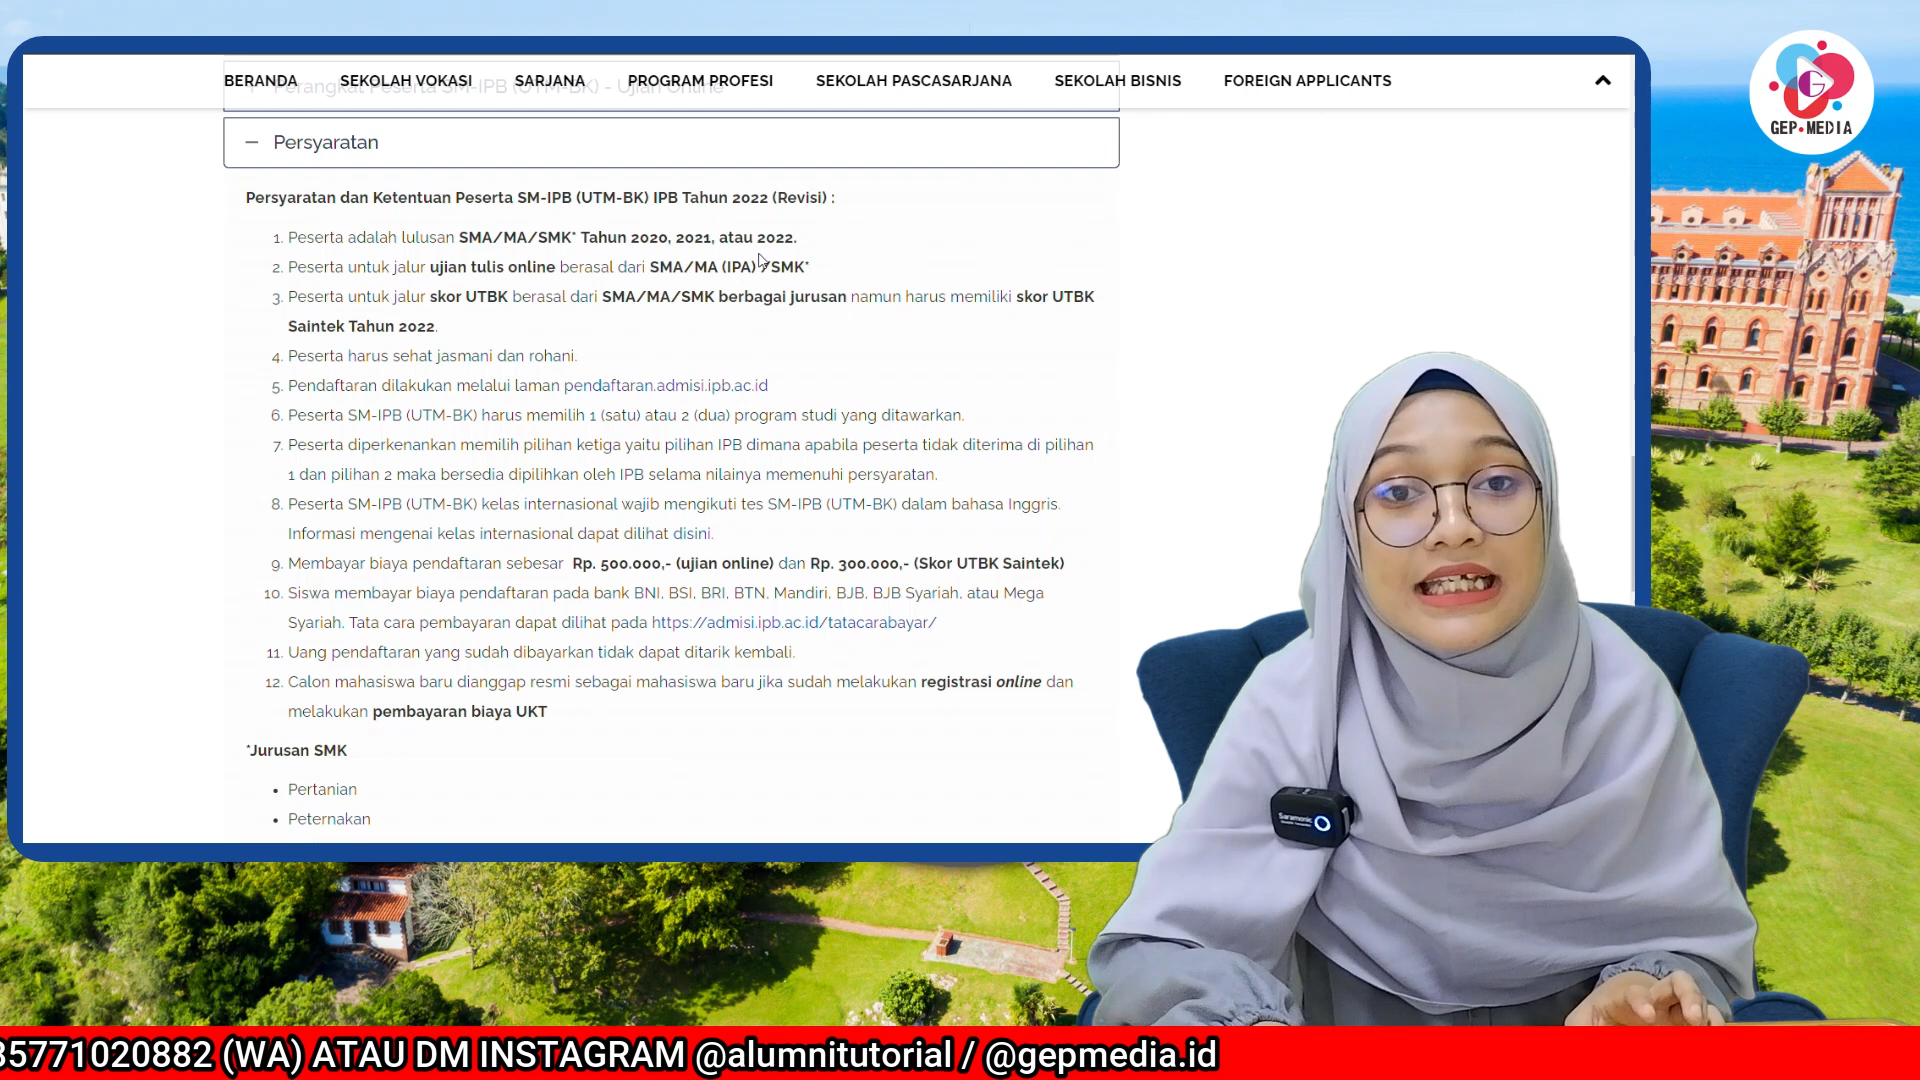 BERANDA SEKOLAH VOKASI SARJANA PROGRAM PROFESI SEKOLAH PASCASARJANA SEKOLAH BISNIS FOREIGN APPLICANTS
Perangkat Peserta SM-IPB (UTM-BK) - Ujian Online
GEP•MEDIA
— Persyaratan
Persyaratan dan Ketentuan Peserta SM-IPB (UTM-BK) IPB Tahun 2022 (Revisi) :
1. Peserta adalah lulusan SMA/MA/SMK* Tahun 2020, 2021, atau 2022.
2. Peserta untuk jalur ujian tulis online berasal dari SMA/MA (IPA) /SMK*
3. Peserta untuk jalur skor UTBK berasal dari SMA/MA/SMK berbagai jurusan namun harus memiliki skor UTBK
Saintek Tahun 2022.
4. Peserta harus sehat jasmani dan rohani.
5. Pendaftaran dilakukan melalui laman pendaftaran.admisi.ipb.ac.id
6. Peserta SM-IPB (UTM-BK) harus memilih 1 (satu) atau 2 (dua) program studi yang ditawarkan.
7. Peserta diperkenankan memilih pilihan ketiga yaitu pilihan IPB dimana apabila peserta tidak diterima di pilihan
1 dan pilihan 2 maka bersedia dipilihkan oleh IPB selama nilainya memenuhi persyaratan.
8. Peserta SM-IPB (UTM-BK) kelas internasional wajib mengikuti tes SM-IPB (UTM-BK) dalam bahasa Inggris.
Informasi mengenai kelas internasional dapat dilihat disini.
9. Membayar biaya pendaftaran sebesar Rp. 500.000,- (ujian online) dan Rp. 300.000,- (Skor UTBK Saintek)
10. Siswa membayar biaya pendaftaran pada bank BNI, BSI, BRI, BTN, Mandiri, BJB, BJB Syariah, atau Mega
Syariah. Tata cara pembayaran dapat dilihat pada https://admisi.ipb.ac.id/tatacarabayar/
11. Uang pendaftaran yang sudah dibayarkan tidak dapat ditarik kembali.
12. Calon mahasiswa baru dianggap resmi sebagai mahasiswa baru jika sudah melakukan registrasi online dan
melakukan pembayaran biaya UKT
*Jurusan SMK
• Pertanian
• Peternakan
Saramonic
35771020882 (WA) ATAU DM INSTAGRAM @alumnitutorial / @gepmedia.id